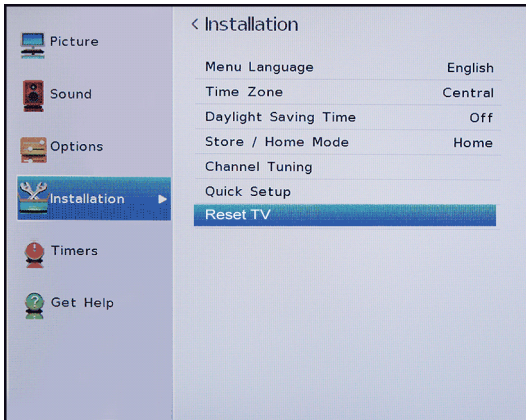 Picture
Sound
Options
Installation
Timers
Get Help
< Installation
Menu Language English
Time Zone Central
Daylight Saving Time Off
Store / Home Mode Home
Channel Tuning
Quick Setup
Reset TV